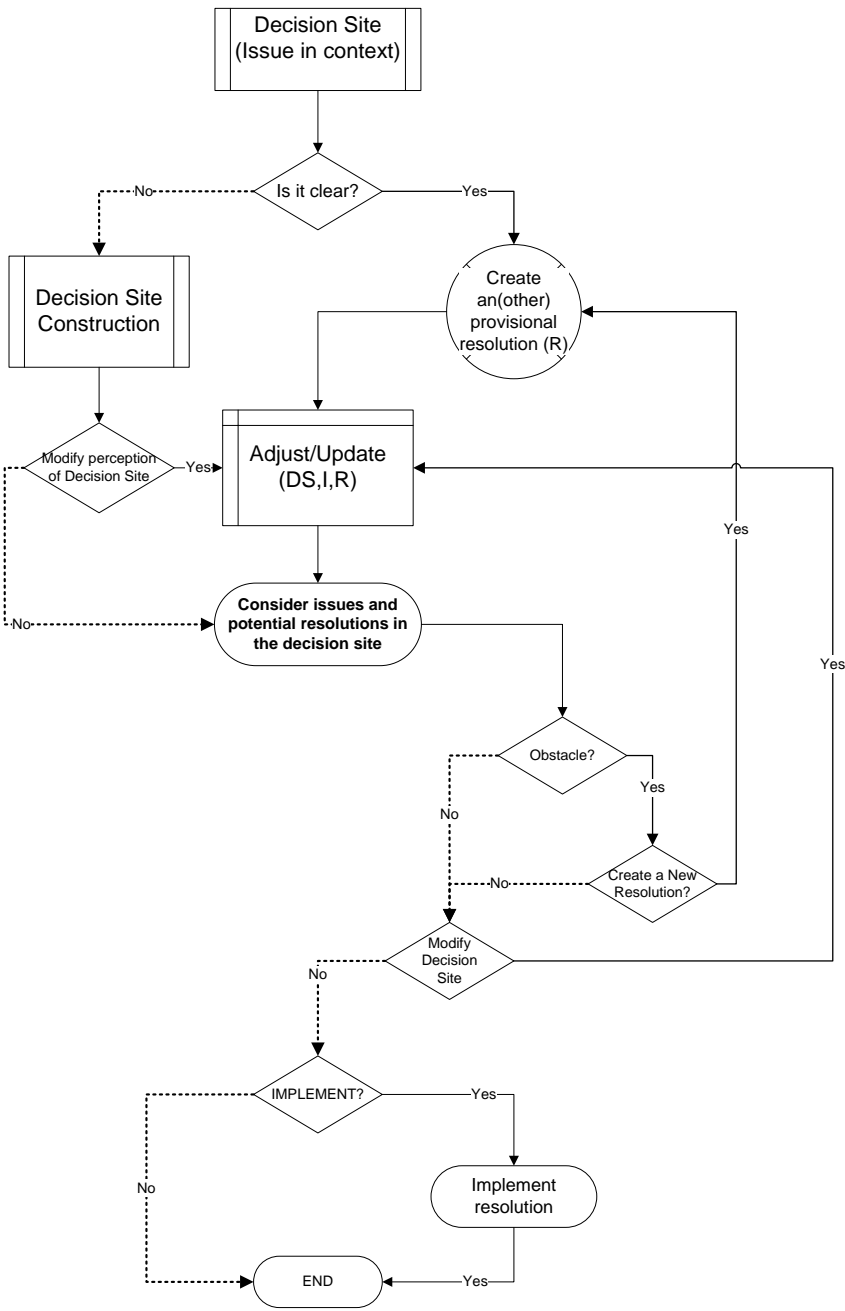 Decision Site
(Issue in context)
Is it clear?
No
Yes
Decision Site
Construction
Create
an(other)
provisional
resolution (R)
Modify perception
of Decision Site
Yes
Adjust/Update
(DS,I,R)
No
Consider issues and
potential resolutions in
the decision site
Yes
Yes
Obstacle?
No
Yes
Create a New
Resolution?
No
Modify
Decision
Site
No
IMPLEMENT?
Yes
No
Implement
resolution
Yes
END